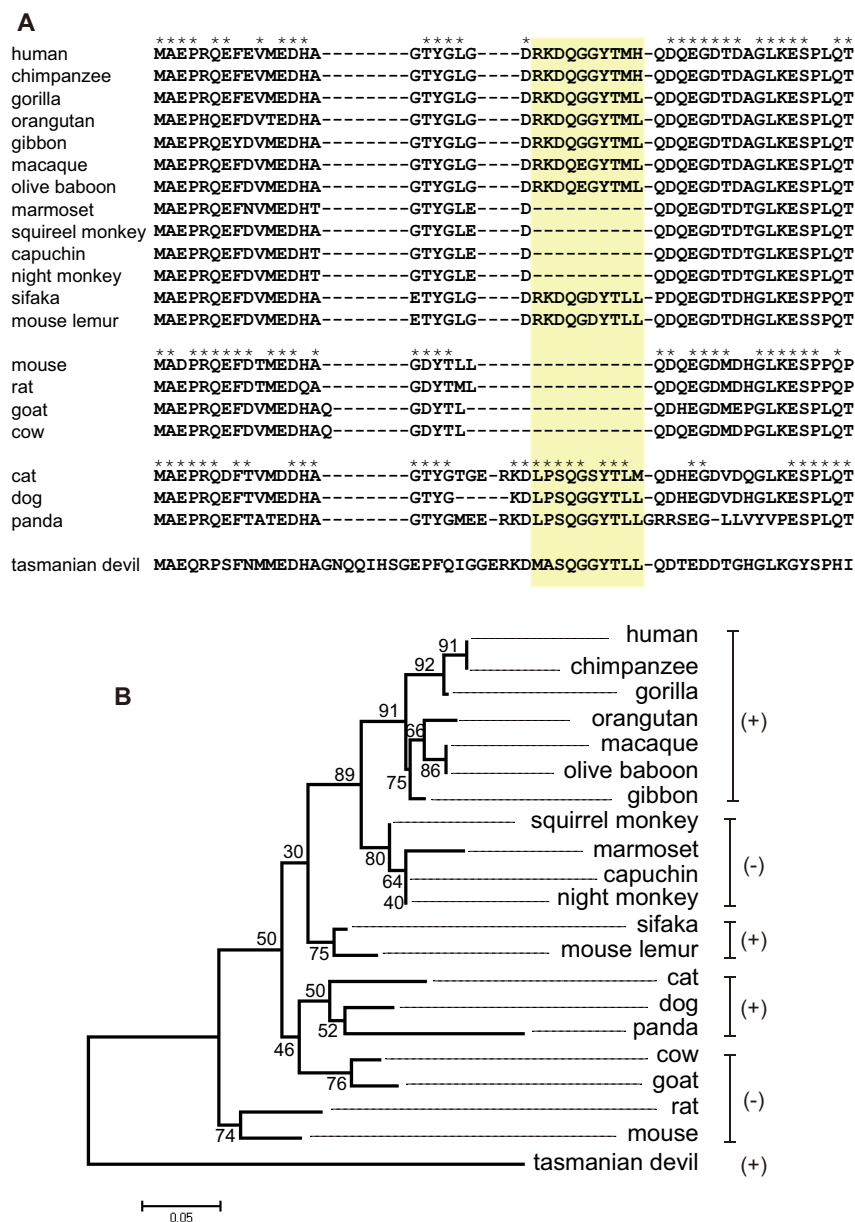 A
**** ** * *** **** * ******* ****** **
human MAEPRQEFEVMEDHA--------GTYGLG----DRKDQGGYTMH-QDQEGDTDAGLKESPLQT
chimpanzee MAEPRQEFEVMEDHA--------GTYGLG----DRKDQGGYTMH-QDQEGDTDAGLKESPLQT
gorilla MAEPRQEFEVMEDHA--------GTYGLG----DRKDQGGYTML-QDQEGDTDAGLKESPLQT
orangutan MAEPHQEFDVTEDHA--------GTYGLG----DRKDQGGYTML-QDQEGDTDAGLKESPLQT
gibbon MAEPRQEYDVMEDHA--------GTYGLG----DRKDQGGYTML-QDQEGDTDAGLKESPLQT
macaque MAEPRQEFDVMEDHA--------GTYGLG----DRKDQEGYTML-QDQEGDTDAGLKESPLQT
olive baboon MAEPRQEFDVMEDHA--------GTYGLG----DRKDQEGYTML-QDQEGDTDAGLKESPLQT
marmoset MAEPRQEFNVMEDHT--------GTYGLE----D-----------QDQEGDTDTGLKESPLQT
squireel monkey MAEPRQEFDVMEDHA--------GTYGLE----D-----------QDQEGDTDTGLKESPLQT
capuchin MAEPRQEFDVMEDHT--------GTYGLE----D-----------QDQEGDTDTGLKESPLQT
night monkey MAEPRQEFDVMEDHT--------GTYGLE----D-----------QDQEGDTDTGLKESPLQT
sifaka MAEPRQEFDVMEDHA--------ETYGLG----DRKDQGDYTLL-PDQEGDTDHGLKESPPQT
mouse lemur MAEPRQEFDVMEDHA--------ETYGLG----DRKDQGDYTLL-QDQEGDTDHGLKESSPQT
** ****** *** * **** ** **** ****** *
mouse MADPRQEFDTMEDHA--------GDYTLL----------------QDQEGDMDHGLKESPPQP
rat MAEPRQEFDTMEDQA--------GDYTML----------------QDQEGDMDHGLKESPPQT
goat MAEPRQEFDVMEDHAQ-------GDYTL-----------------QDHEGDMEPGLKESPLQT
cow MAEPRQEFDVMEDHAQ-------GDYTL-----------------QDQEGDMDPGLKESPLQT
****** ** *** **** ****** *** ** ******
cat MAEPRQDFTVMDDHA--------GTYGTGE-RKDLPSQGSYTLM-QDHEGDVDQGLKESPLQT
dog MAEPRQEFTVMEDHA--------GTYG-----KDLPSQGGYTLL-QDHEGDVDHGLKESPLQT
panda MAEPRQEFTATEDHA--------GTYGMEE-RKDLPSQGGYTLLGRRSEG-LLVYVPESPLQT
tasmanian devil MAEQRPSFNMMEDHAGNQQIHSGEPFQIGGERKDMASQGGYTLL-QDTEDDTGHGLKGYSPHI
B
human
91
chimpanzee
92
gorilla
91
orangutan
66
macaque
(+)
86
olive baboon
75
gibbon
89
squirrel monkey
80
marmoset
64
capuchin
(-)
40
night monkey
30
sifaka
75
mouse lemur
(+)
50
cat
50
dog
(+)
52
panda
46
cow
76
goat
(-)
rat
74
mouse
tasmanian devil (+)
0.05